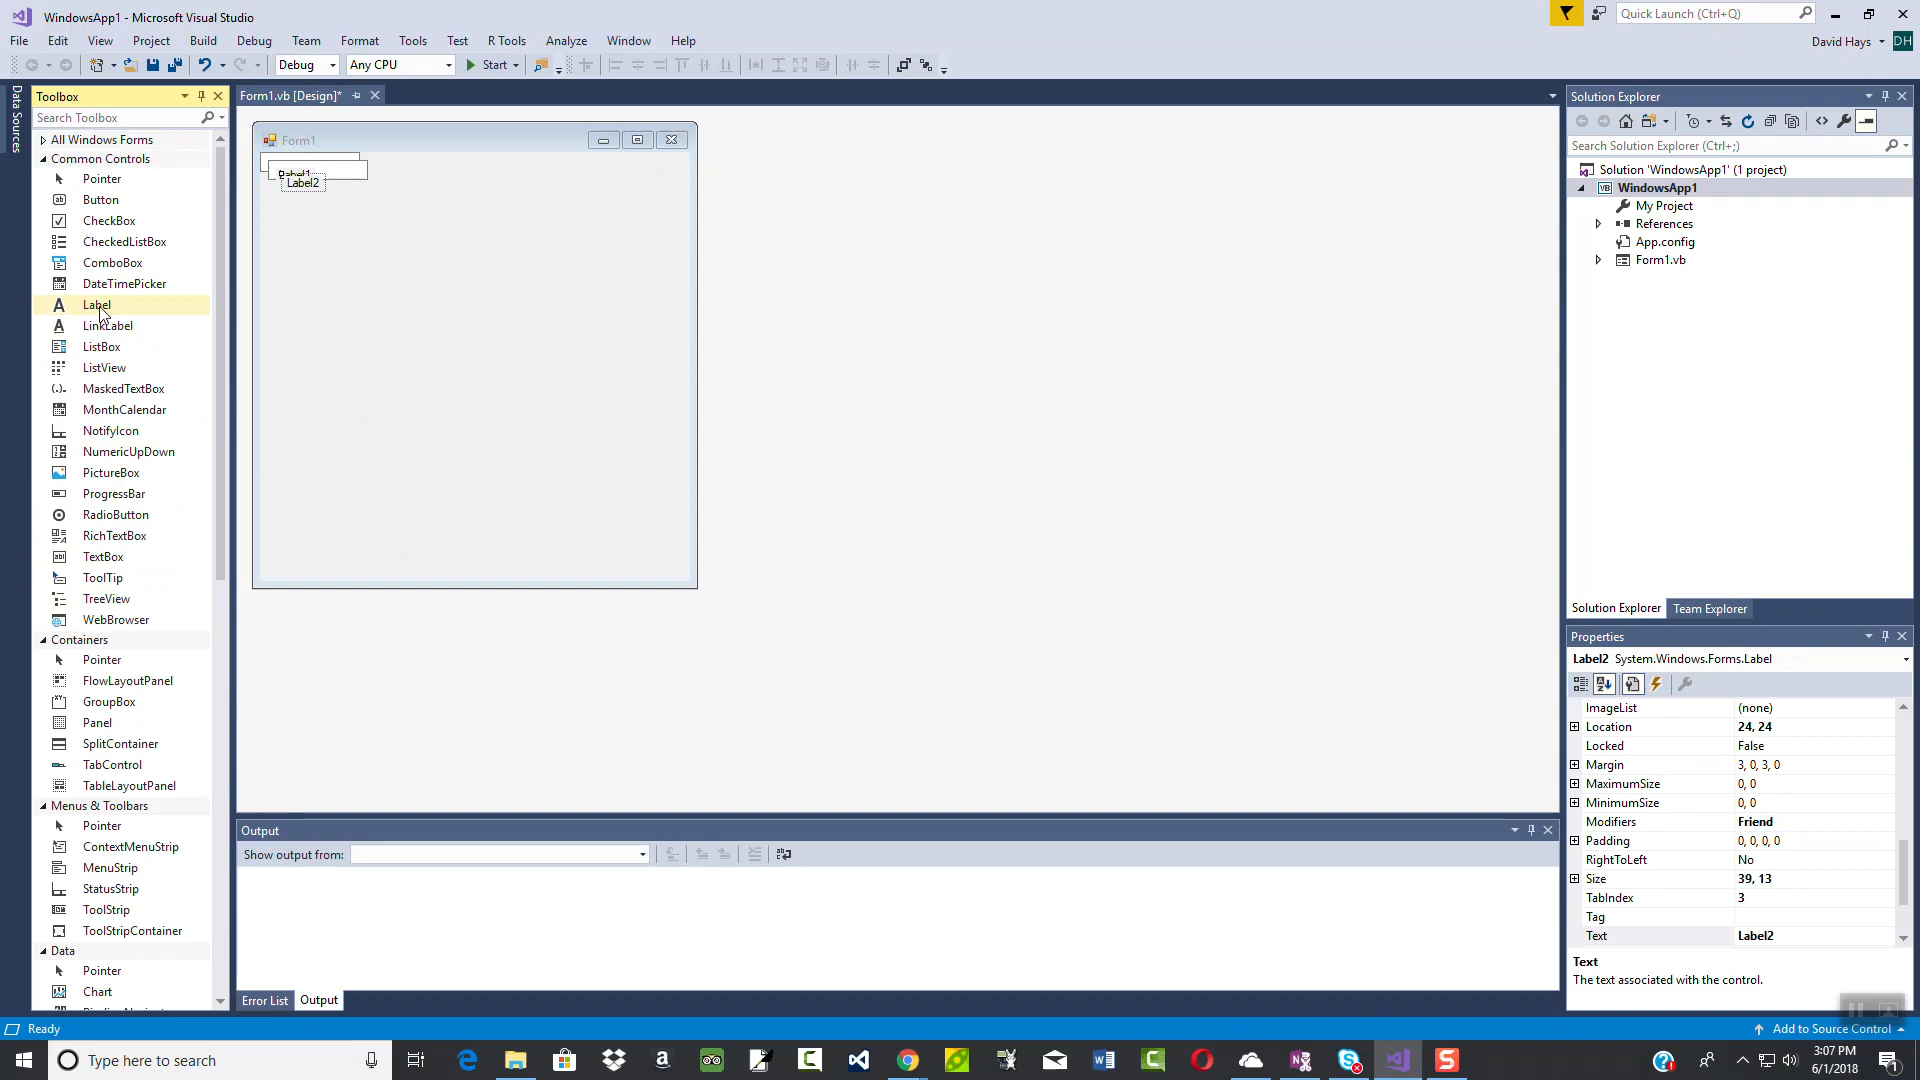 WindowsApp1 - Microsoft Visual Studio
Quick Launch (Ctrl+Q)
File Edit View Project Build Debug Team Format Tools Test R Tools Analyze Window Help
David Hays DH
Debug Any CPU Start
Data Sources
Toolbox
Search Toolbox
All Windows Forms
Common Controls
Pointer
Button
CheckBox
CheckedListBox
ComboBox
DateTimePicker
Label
LinkLabel
ListBox
ListView
MaskedTextBox
MonthCalendar
NotifyIcon
NumericUpDown
PictureBox
ProgressBar
RadioButton
RichTextBox
TextBox
ToolTip
TreeView
WebBrowser
Containers
Pointer
FlowLayoutPanel
GroupBox
Panel
SplitContainer
TabControl
TableLayoutPanel
Menus & Toolbars
Pointer
ContextMenuStrip
MenuStrip
StatusStrip
ToolStrip
ToolStripContainer
Data
Pointer
Chart
Form1.vb [Design]*
Form1
Label1
Label2
Output
Show output from:
Error List Output
Solution Explorer
Search Solution Explorer (Ctrl+;)
Solution 'WindowsApp1' (1 project)
VB WindowsApp1
My Project
References
App.config
Form1.vb
Solution Explorer Team Explorer
Properties
Label2 System.Windows.Forms.Label
ImageList (none)
Location 24, 24
Locked False
Margin 3, 0, 3, 0
MaximumSize 0, 0
MinimumSize 0, 0
Modifiers Friend
Padding 0, 0, 0, 0
RightToLeft No
Size 39, 13
TabIndex 3
Tag
Text Label2
Text
The text associated with the control.
Ready
Add to Source Control
Type here to search
3:07 PM
6/1/2018